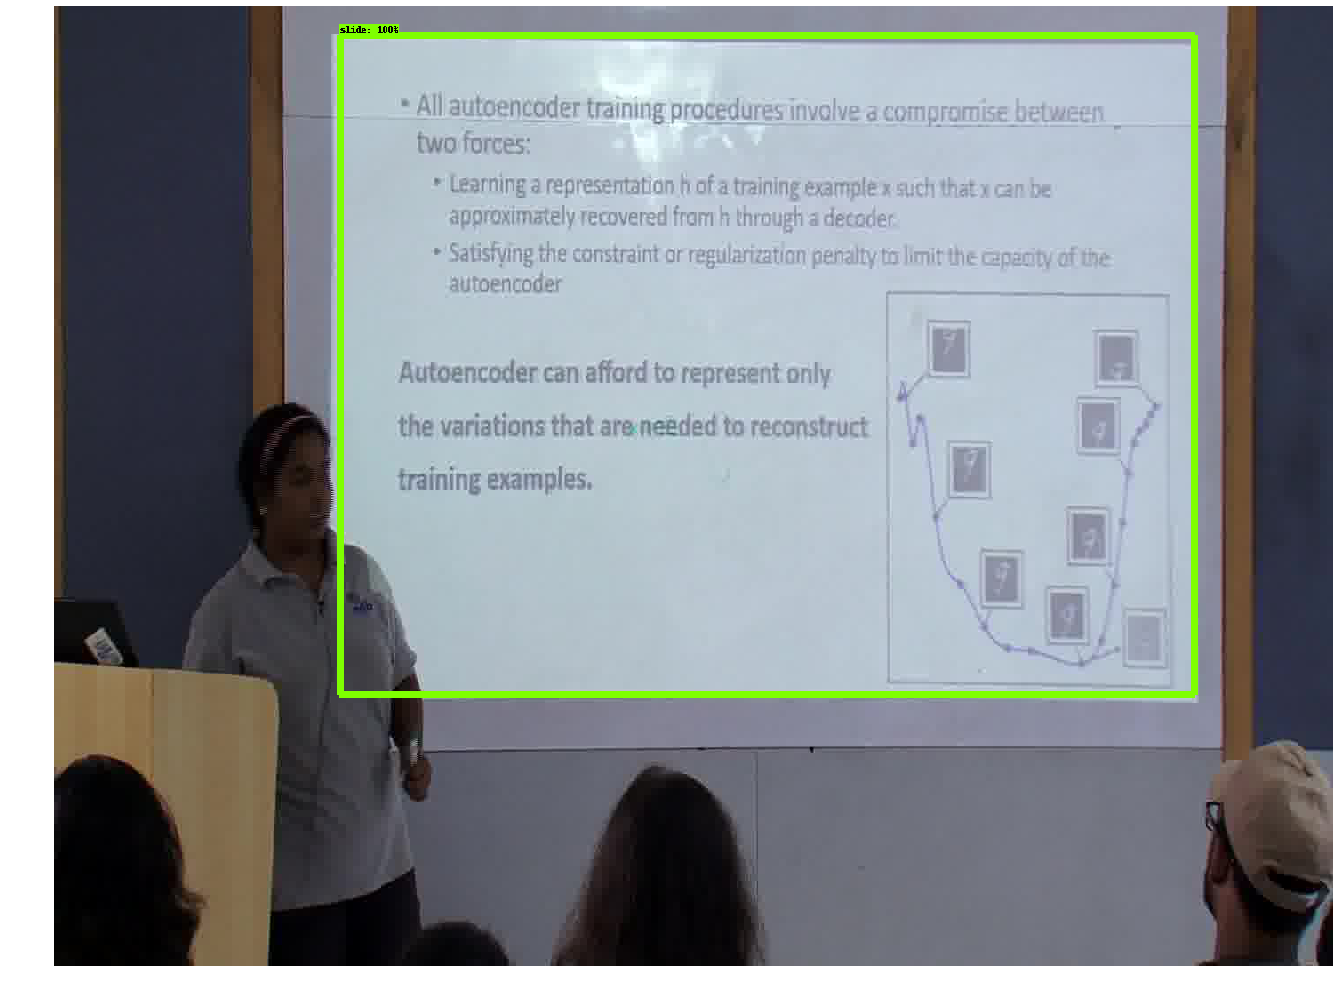 slide: 100%
• All autoencoder training procedures involve a compromise between
two forces:
• Learning a representation h of a training example x such that x can be
approximately recovered from h through a decoder.
• Satisfying the constraint or regularization penalty to limit the capacity of the
autoencoder
Autoencoder can afford to represent only
the variations that are needed to reconstruct
training examples.